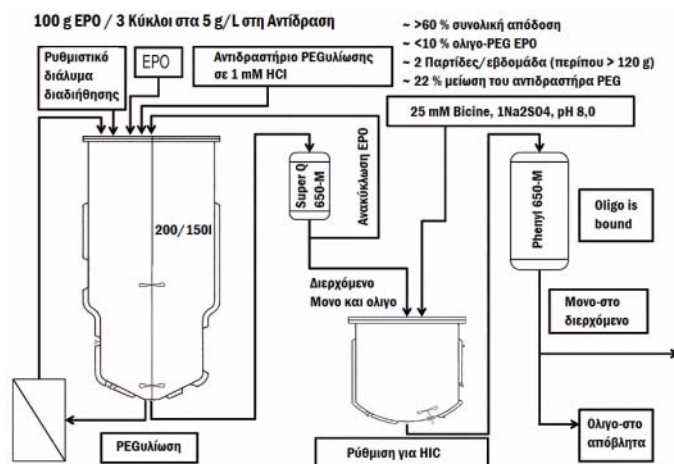 100 g EPO / 3 Κύκλοι στα 5 g/L στη Αντίδραση
~ >60 % συνολική απόδοση
~ <10 % ολιγο-PEG EPO
~ 2 Παρτίδες/εβδομάδα (περίπου > 120 g)
~ 22 % μείωση του αντιδραστήρα PEG
Ρυθμιστικό
διάλυμα
διαδιήθησης
EPO
Αντιδραστήριο PEGυλίωσης
σε 1 mM HCl
25 mM Bicine, 1Na2SO4, pH 8,0
200/150l
Super Q
650-M
Ανακύκλωση EPO
Phenyl 650-M
Oligo is
bound
Διερχόμενο
Μονο και ολιγο
Μονο-στο
διερχόμενο
PEGυλίωση
Ρύθμιση για HIC
Ολιγο-στο
απόβλητα